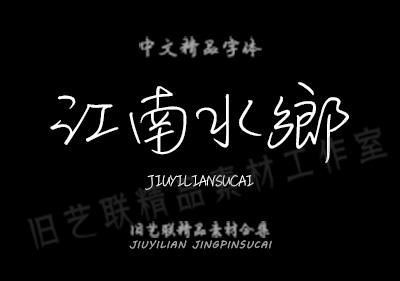 中文精品字体
江南水鄉
JIUYILIANSUCAI
旧艺联精品素材工作室
旧艺联精品素材合集
JIUYILIAN JINGPINSUCAI